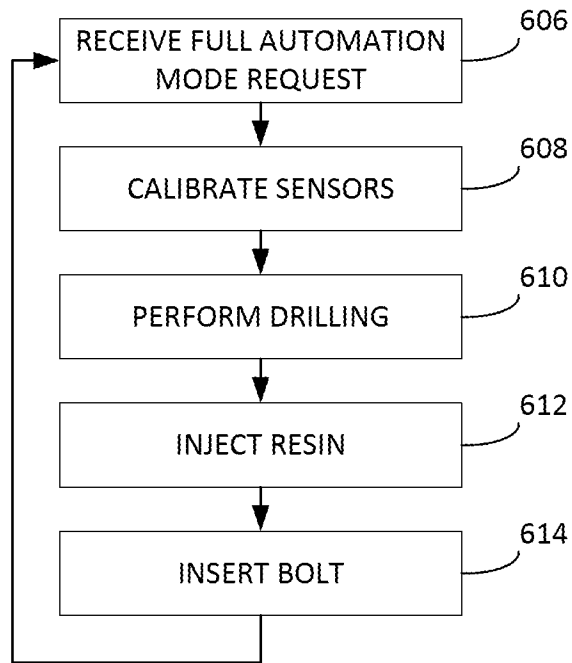 RECEIVE FULL AUTOMATION
MODE REQUEST
606
CALIBRATE SENSORS
608
PERFORM DRILLING
610
INJECT RESIN
612
INSERT BOLT
614